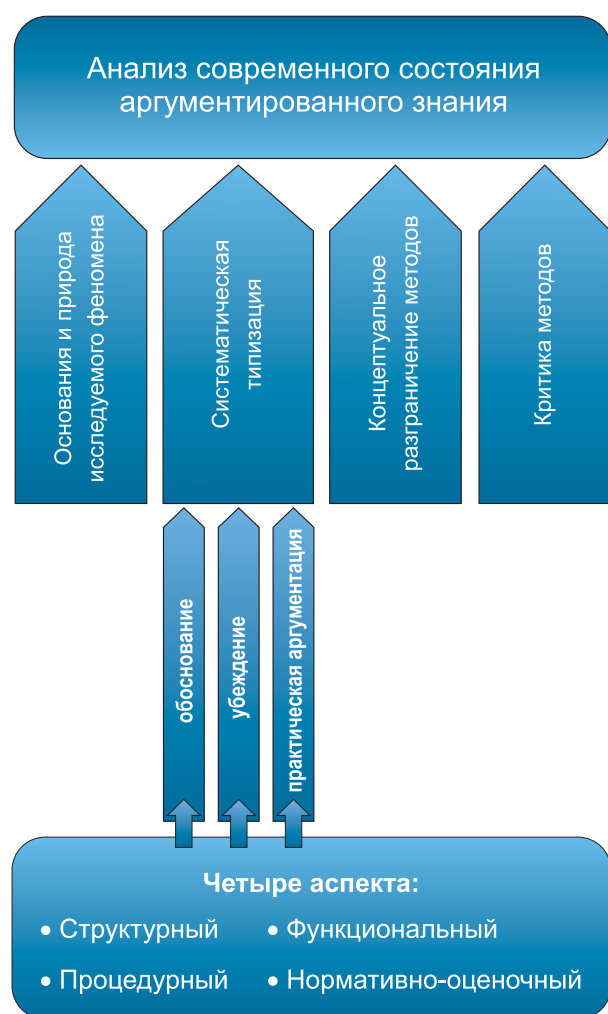 Анализ современного состояния
аргументированного знания
Основания и природа
исследуемого феномена
Систематическая
типизация
Концептуальное
разграничение методов
Критика методов
обоснование
убеждение
практическая аргументация
Четыре аспекта:
• Структурный • Функциональный
• Процедурный • Нормативно-оценочный